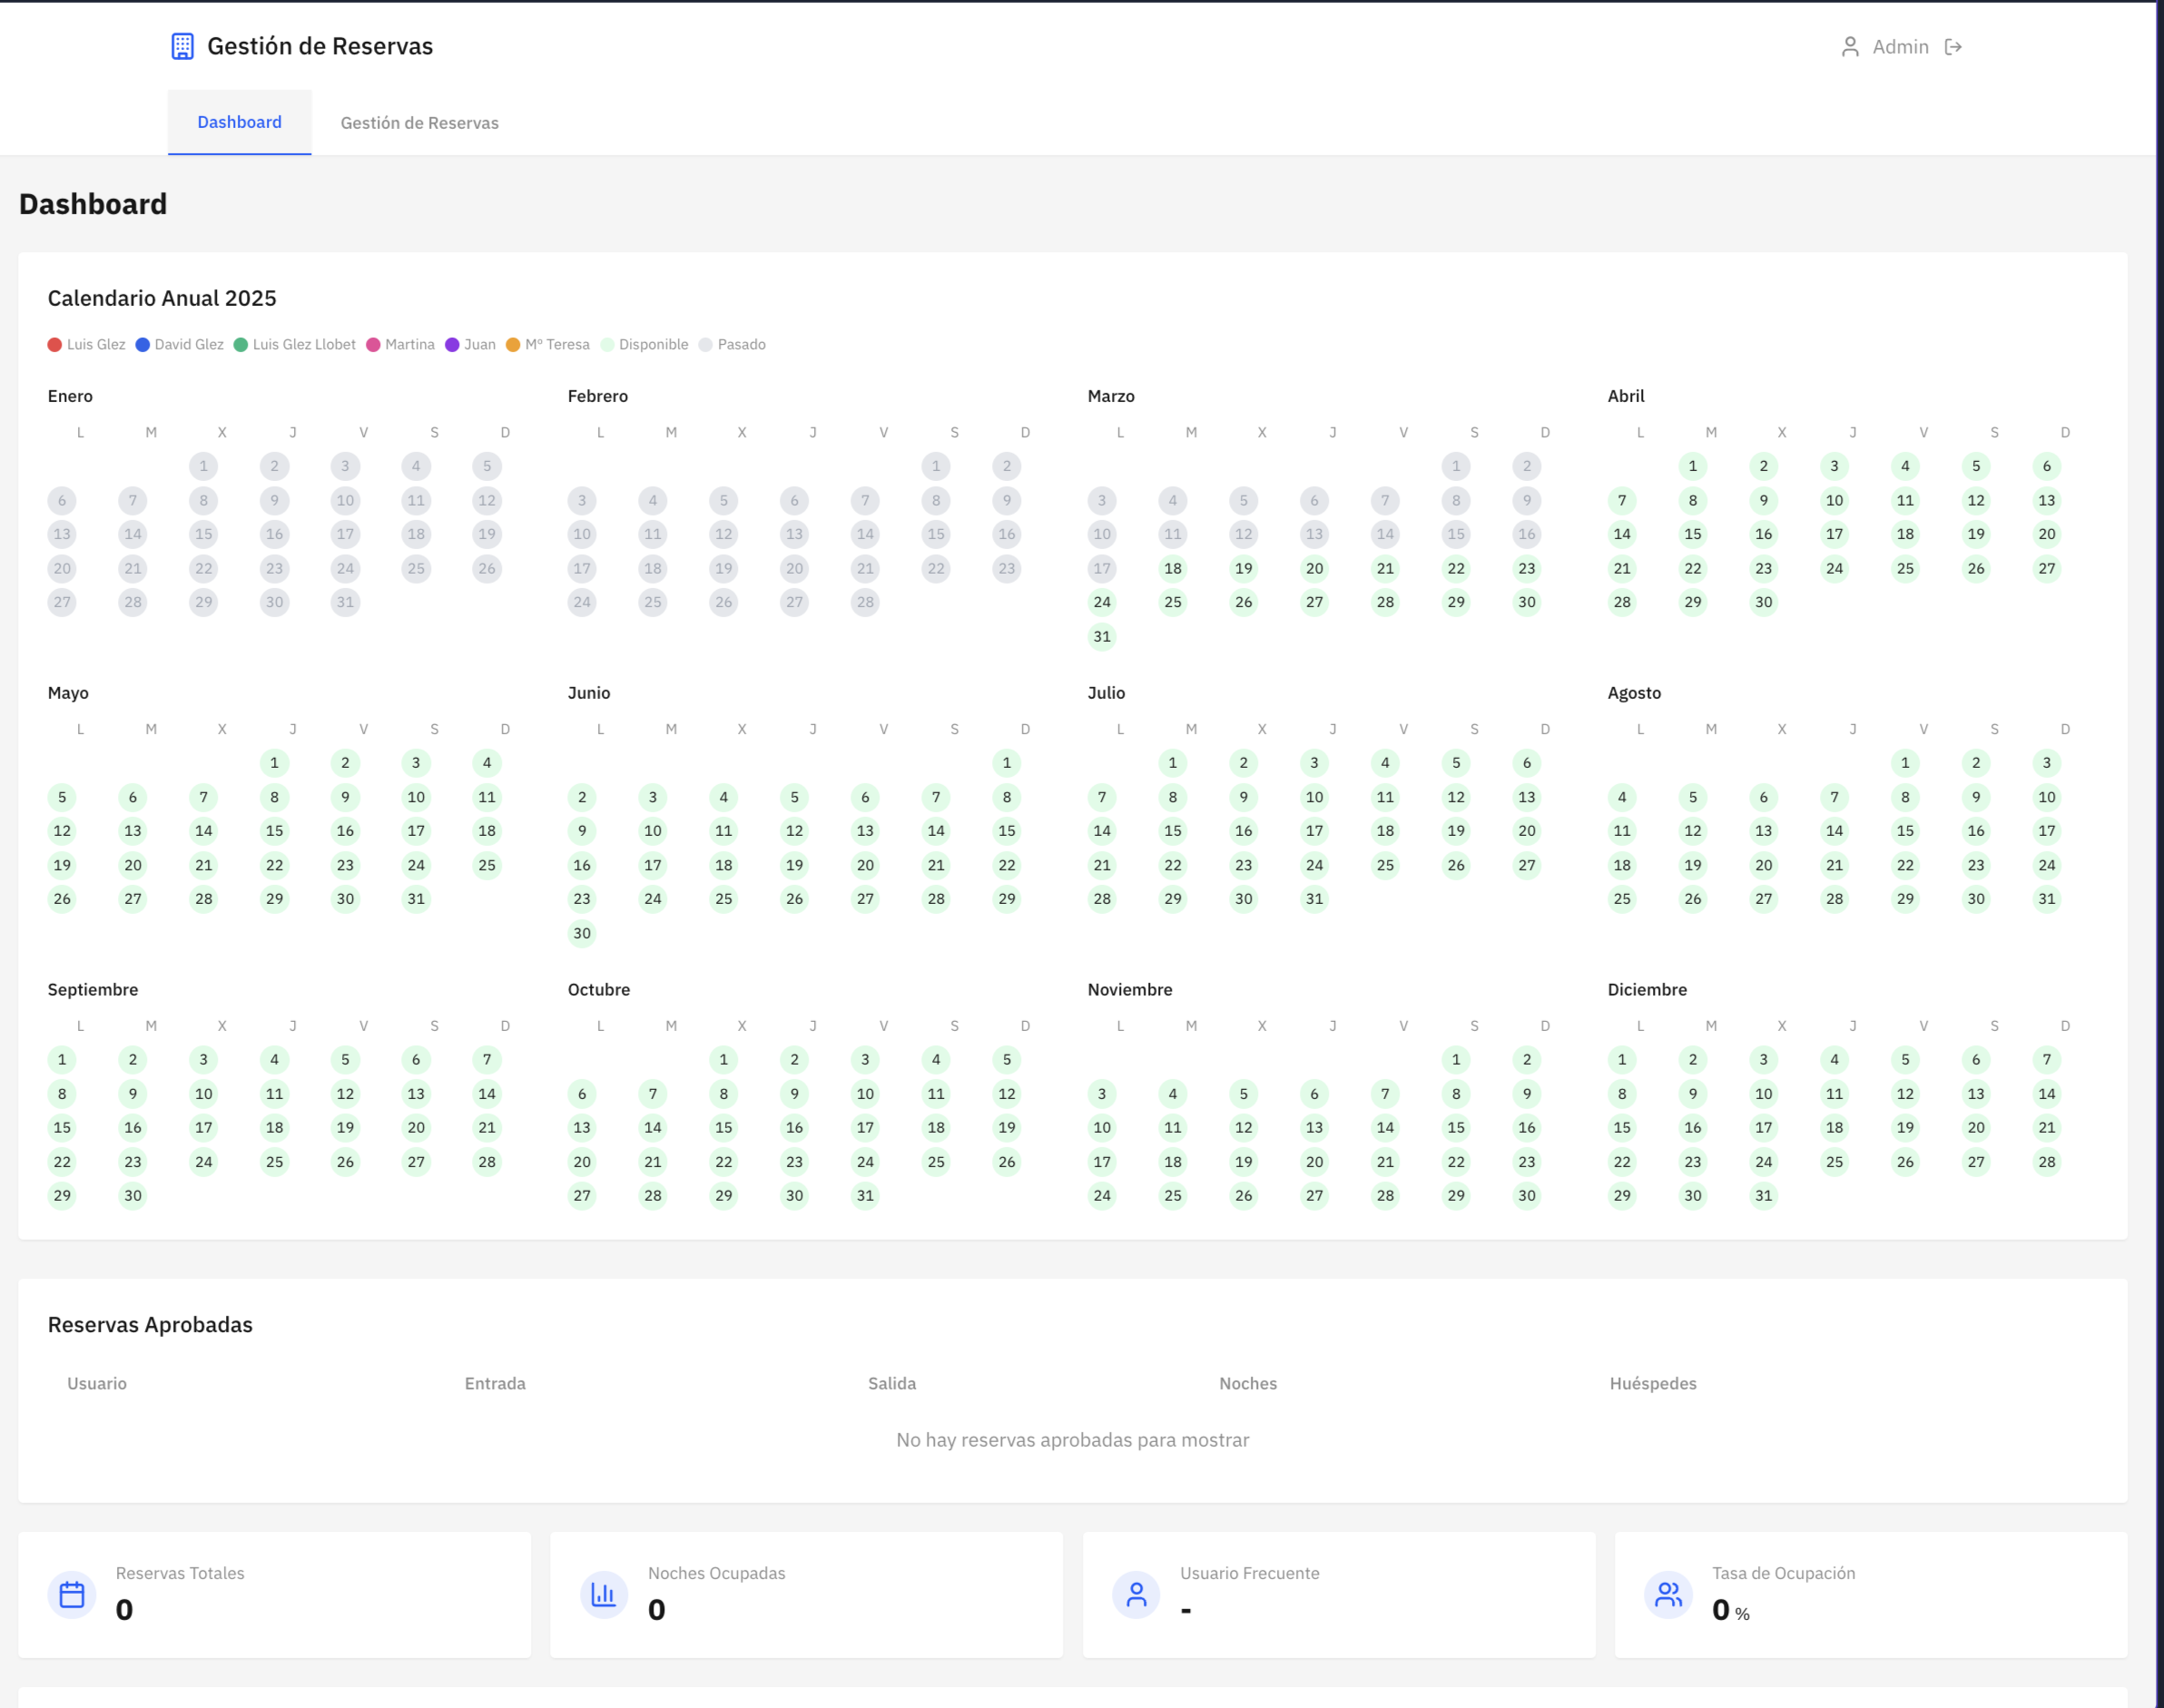 Gestión de Reservas
Admin
Dashboard Gestión de Reservas
Dashboard
Calendario Anual 2025
Luis Glez David Glez Luis Glez Llobet Martina Juan Mº Teresa Disponible Pasado
Enero
L M X J V S D
1 2 3 4 5
6 7 8 9 10 11 12
13 14 15 16 17 18 19
20 21 22 23 24 25 26
27 28 29 30 31
Febrero
L M X J V S D
1 2
3 4 5 6 7 8 9
10 11 12 13 14 15 16
17 18 19 20 21 22 23
24 25 26 27 28
Marzo
L M X J V S D
1 2
3 4 5 6 7 8 9
10 11 12 13 14 15 16
17 18 19 20 21 22 23
24 25 26 27 28 29 30
31
Abril
L M X J V S D
1 2 3 4 5 6
7 8 9 10 11 12 13
14 15 16 17 18 19 20
21 22 23 24 25 26 27
28 29 30
Mayo
L M X J V S D
1 2 3 4
5 6 7 8 9 10 11
12 13 14 15 16 17 18
19 20 21 22 23 24 25
26 27 28 29 30 31
Junio
L M X J V S D
1
2 3 4 5 6 7 8
9 10 11 12 13 14 15
16 17 18 19 20 21 22
23 24 25 26 27 28 29
30
Julio
L M X J V S D
1 2 3 4 5 6
7 8 9 10 11 12 13
14 15 16 17 18 19 20
21 22 23 24 25 26 27
28 29 30 31
Agosto
L M X J V S D
1 2 3
4 5 6 7 8 9 10
11 12 13 14 15 16 17
18 19 20 21 22 23 24
25 26 27 28 29 30 31
Septiembre
L M X J V S D
1 2 3 4 5 6 7
8 9 10 11 12 13 14
15 16 17 18 19 20 21
22 23 24 25 26 27 28
29 30
Octubre
L M X J V S D
1 2 3 4 5
6 7 8 9 10 11 12
13 14 15 16 17 18 19
20 21 22 23 24 25 26
27 28 29 30 31
Noviembre
L M X J V S D
1 2
3 4 5 6 7 8 9
10 11 12 13 14 15 16
17 18 19 20 21 22 23
24 25 26 27 28 29 30
Diciembre
L M X J V S D
1 2 3 4 5 6 7
8 9 10 11 12 13 14
15 16 17 18 19 20 21
22 23 24 25 26 27 28
29 30 31
Reservas Aprobadas
Usuario Entrada Salida Noches Huéspedes
No hay reservas aprobadas para mostrar
Reservas Totales
0
Noches Ocupadas
0
Usuario Frecuente
-
Tasa de Ocupación
0 %